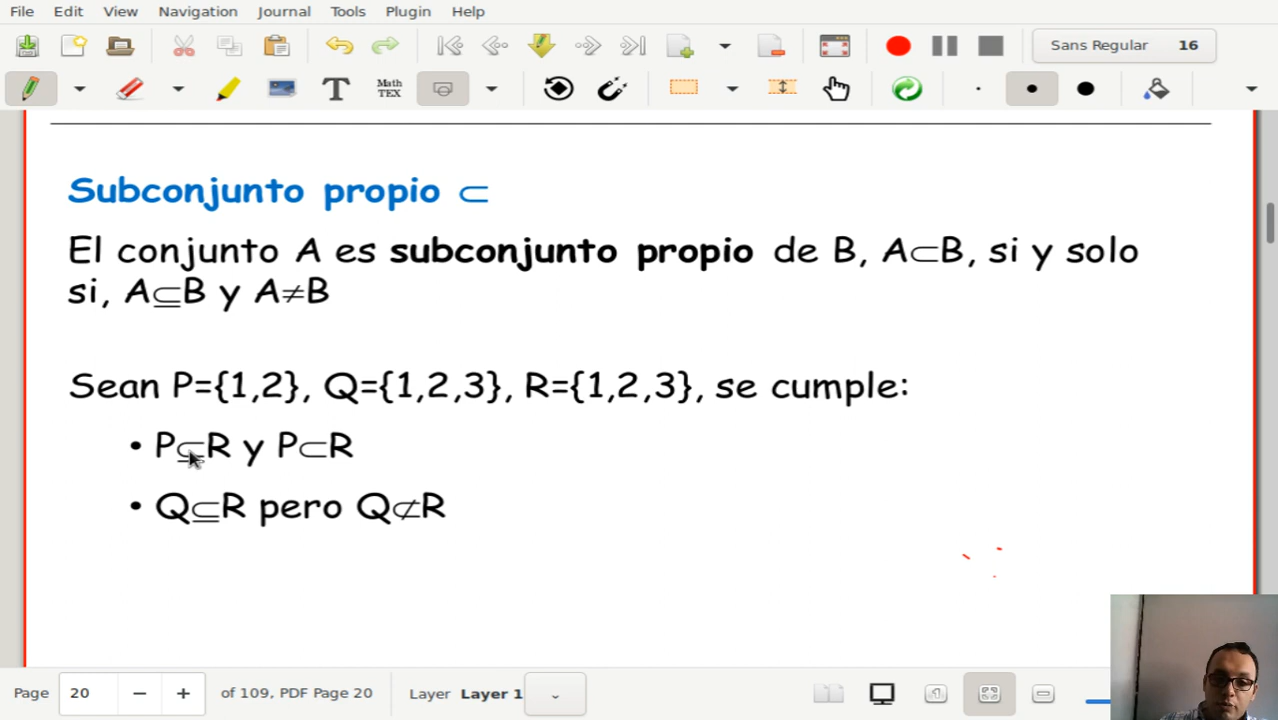 File Edit View Navigation Journal Tools Plugin Help
Sans Regular 16
T Math TEX
Subconjunto propio ⊂
El conjunto A es subconjunto propio de B, A⊂B, si y solo
si, A⊆B y A≠B
Sean P={1,2}, Q={1,2,3}, R={1,2,3}, se cumple:
• P⊆R y P⊂R
• Q⊆R pero Q⊄R
Page 20 − + of 109, PDF Page 20 Layer Layer 1